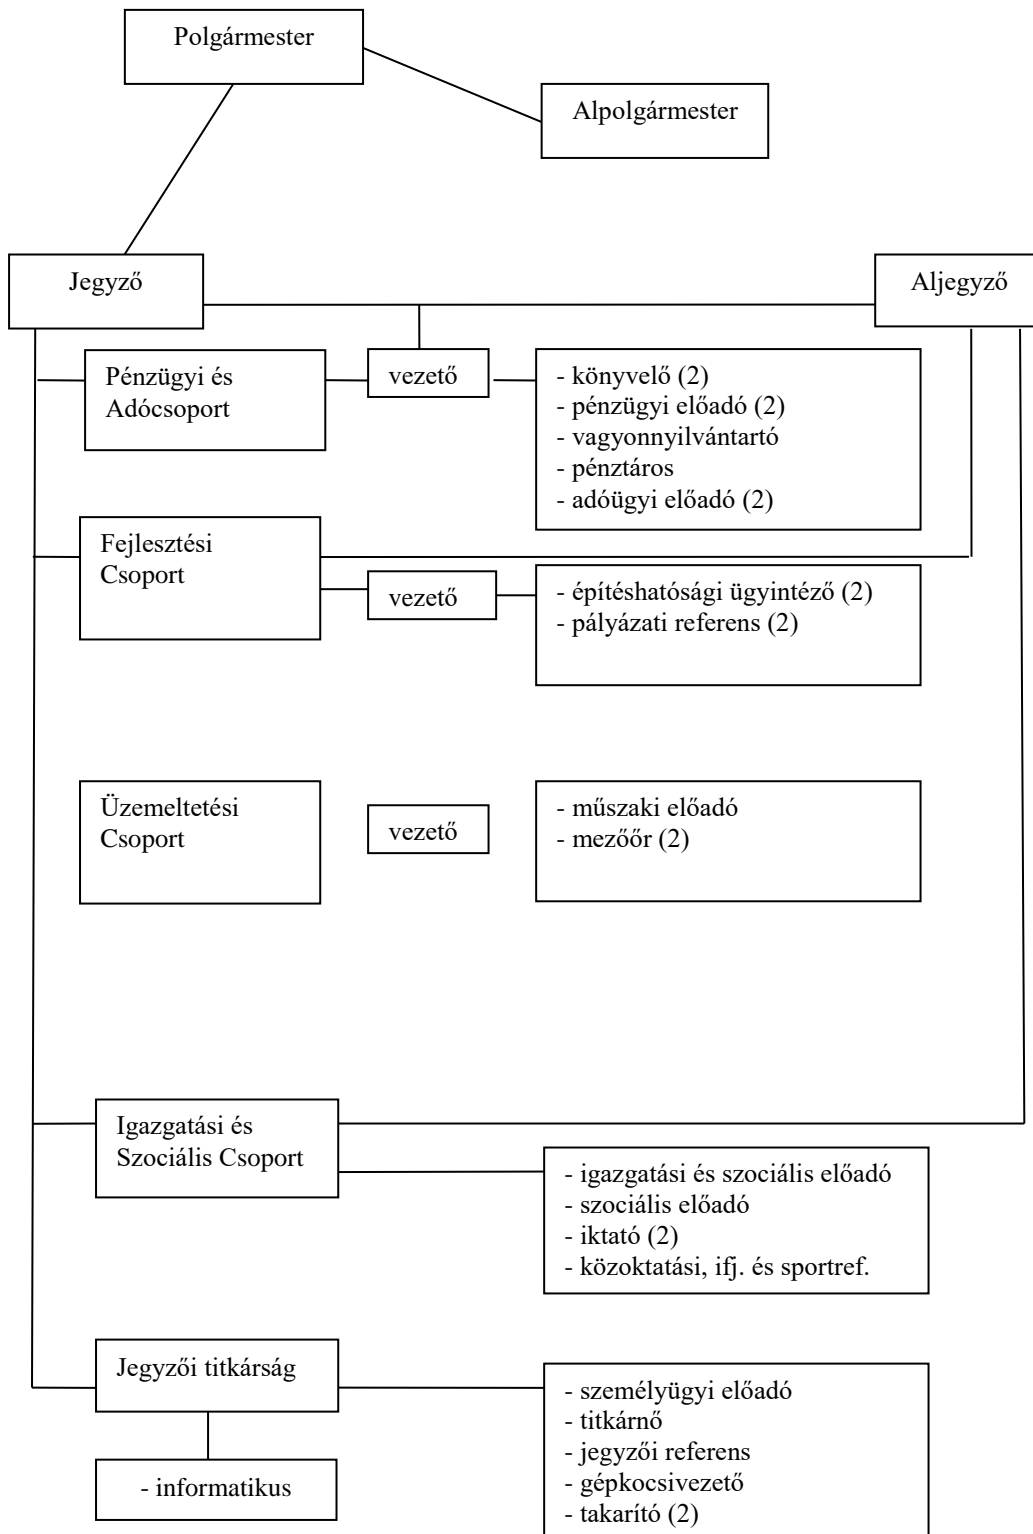 Polgármester
Alpolgármester
Jegyző
Aljegyző
Pénzügyi és
Adócsoport
vezető
- könyvelő (2)
- pénzügyi előadó (2)
- vagyonnyilvántartó
- pénztáros
- adóügyi előadó (2)
Fejlesztési
Csoport
vezető
- építéshatósági ügyintéző (2)
- pályázati referens (2)
Üzemeltetési
Csoport
vezető
- műszaki előadó
- mezőőr (2)
Igazgatási és
Szociális Csoport
- igazgatási és szociális előadó
- szociális előadó
- iktató (2)
- közoktatási, ifj. és sportref.
Jegyzői titkárság
- személyügyi előadó
- titkárnő
- jegyzői referens
- gépkocsivezető
- takarító (2)
- informatikus